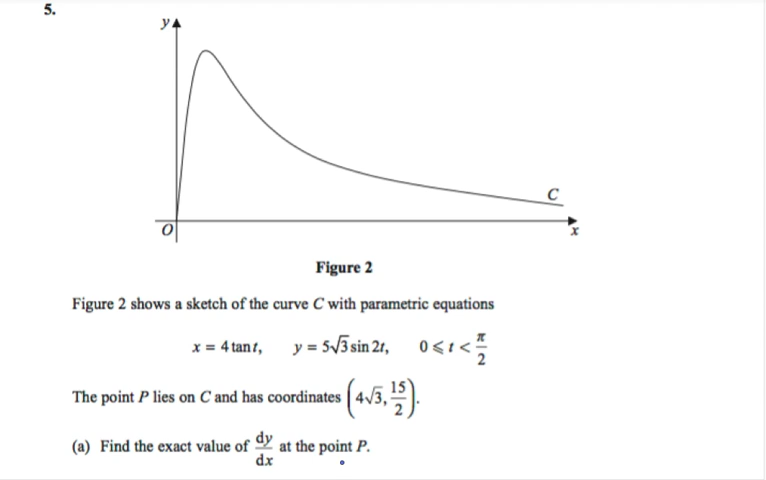 5.
y
C
O
x
Figure 2
Figure 2 shows a sketch of the curve C with parametric equations
x = 4 tan t, y = 5√3 sin 2t, 0 ⩽ t < π/2
The point P lies on C and has coordinates (4√3, 15/2).
(a) Find the exact value of dy/dx at the point P.